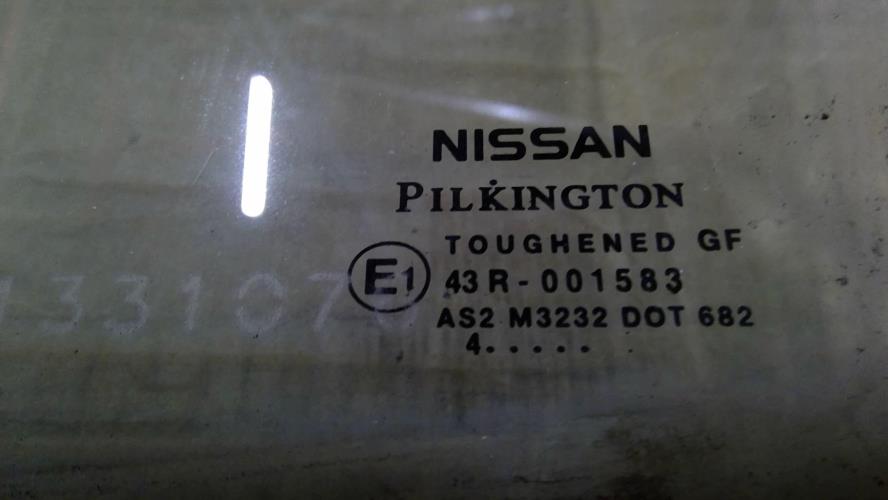 NISSAN
PILKINGTON
TOUGHENED GF
E1 43R-001583
AS2 M3232 DOT 682
4.....  .